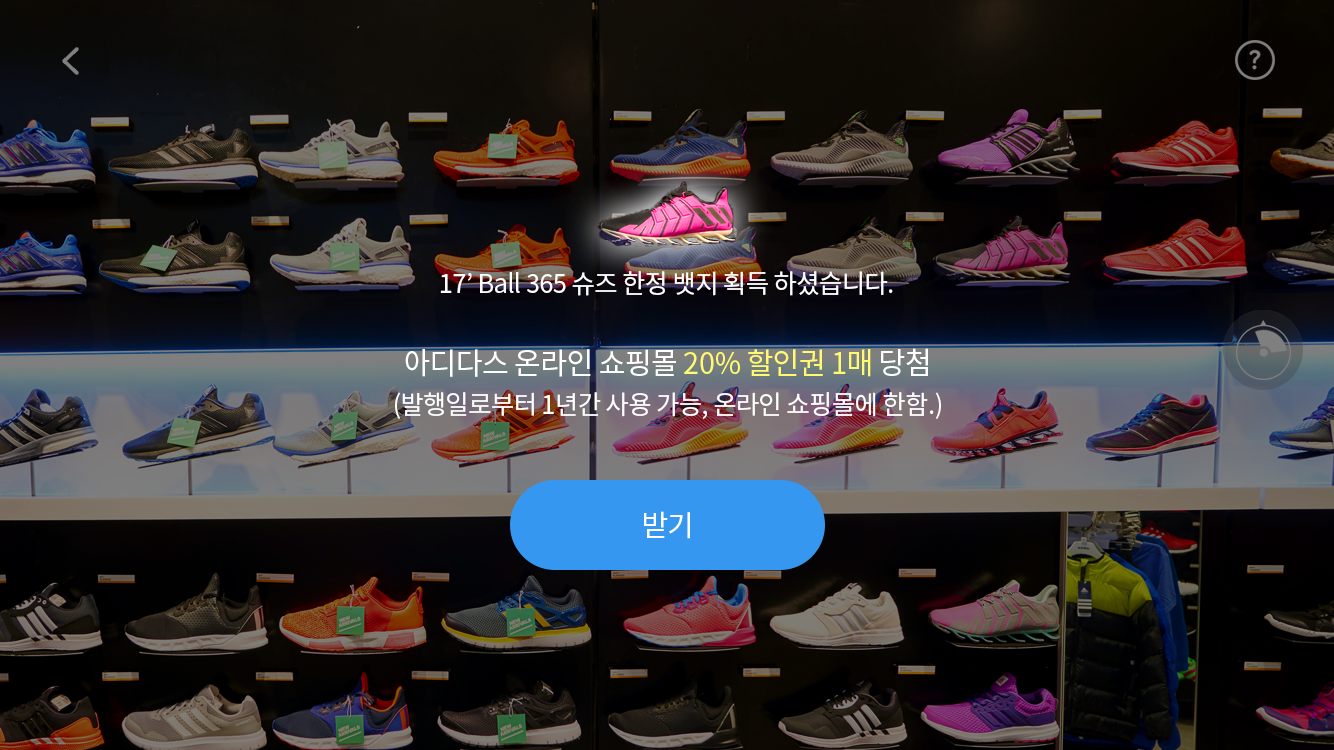 ?
17’ Ball 365 슈즈 한정 뱃지 획득 하셨습니다.
아디다스 온라인 쇼핑몰 20% 할인권 1매 당첨
(발행일로부터 1년간 사용 가능, 온라인 쇼핑몰에 한함.)
받기